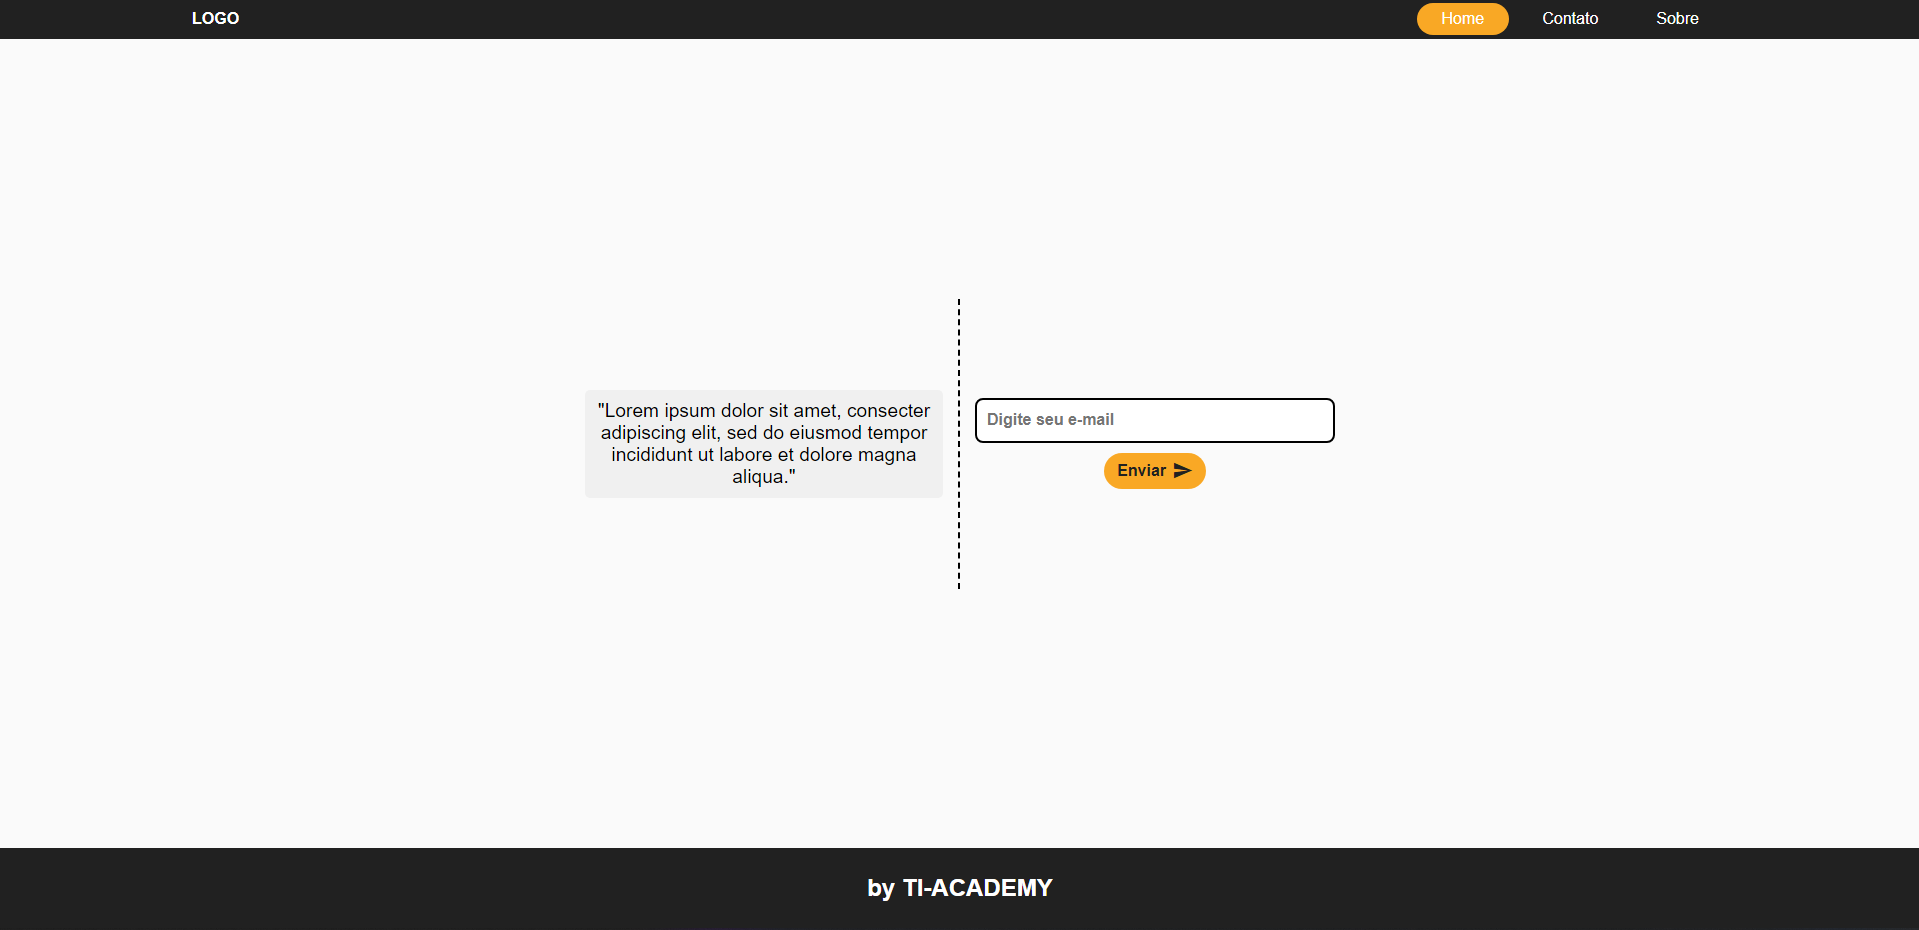 LOGO
Home Contato Sobre
"Lorem ipsum dolor sit amet, consecter
adipiscing elit, sed do eiusmod tempor
incididunt ut labore et dolore magna
aliqua."
Digite seu e-mail
Enviar
by TI-ACADEMY